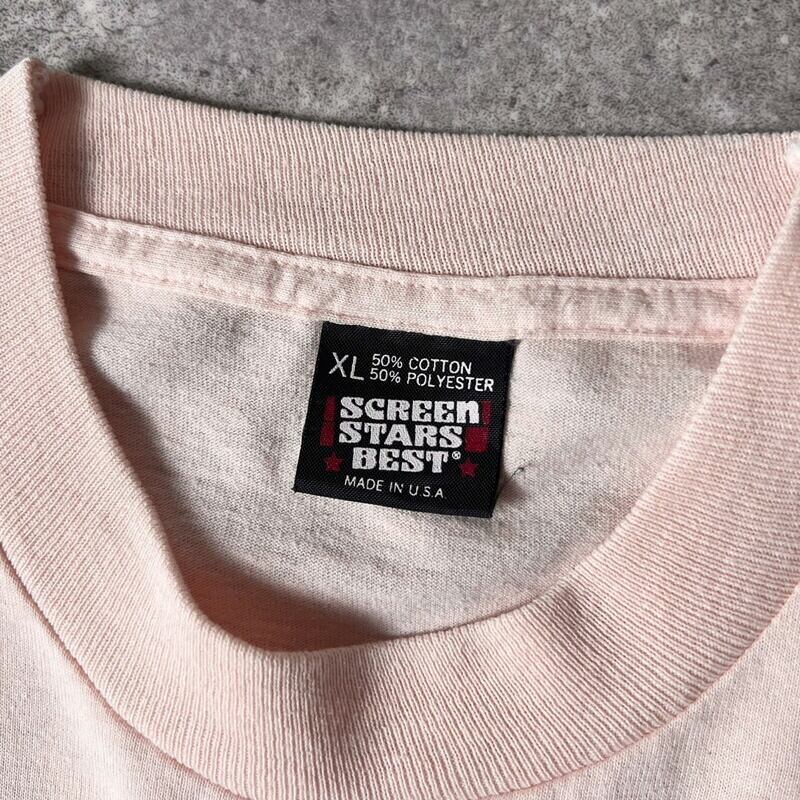 XL 50% COTTON
50% POLYESTER
SCREEN
STARS
BEST®
MADE IN U.S.A